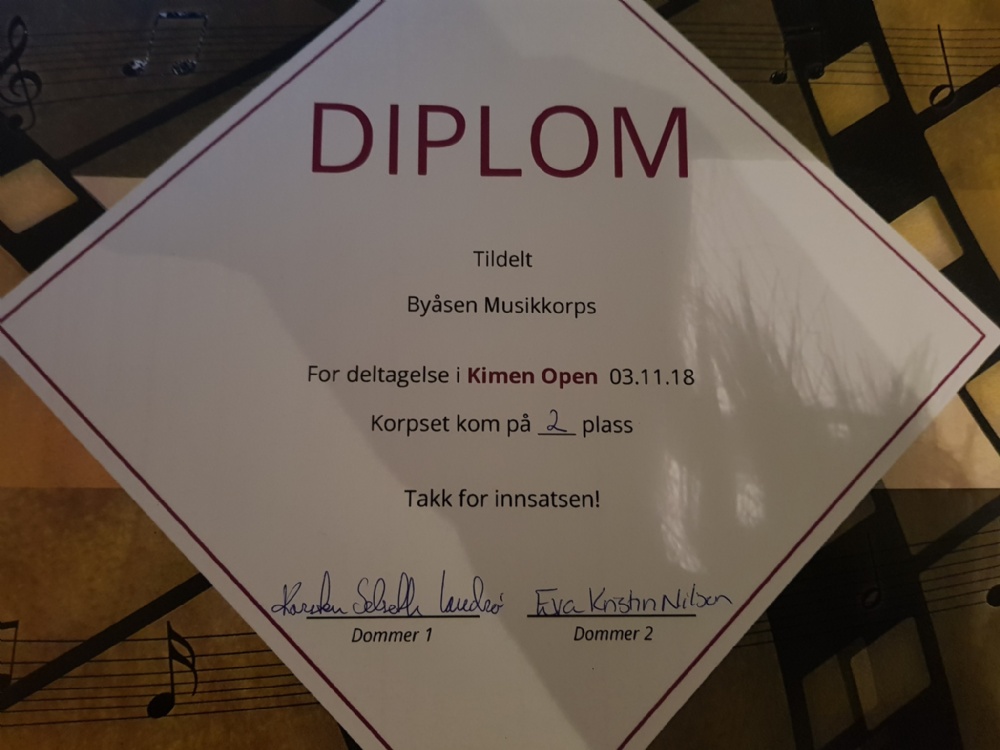 DIPLOM
Tildelt
Byåsen Musikkorps
For deltagelse i Kimen Open 03.11.18
Korpset kom på 2 plass
Takk for innsatsen!
Eva Kristin Nilsen
Dommer 1 Dommer 2